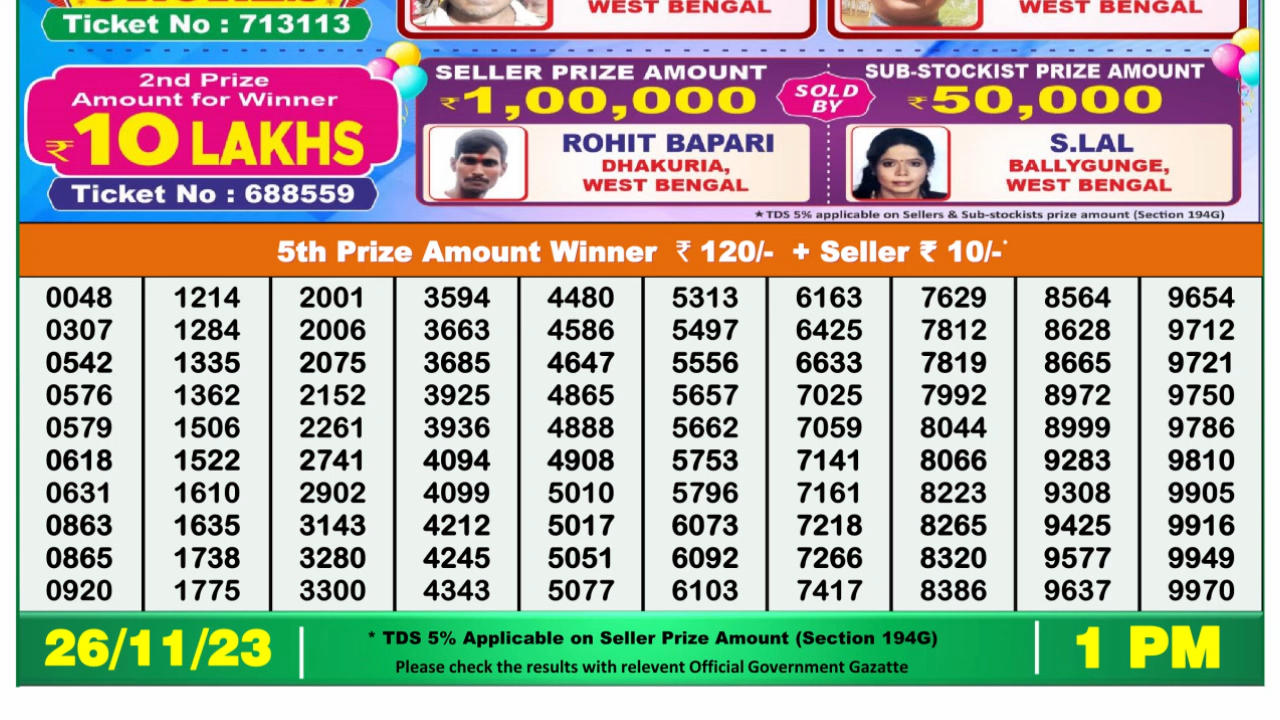 Ticket No : 713113
WEST BENGAL
WEST BENGAL
2nd Prize
Amount for Winner
₹10 LAKHS
Ticket No : 688559
SELLER PRIZE AMOUNT
₹1,00,000
ROHIT BAPARI
DHAKURIA,
WEST BENGAL
SOLD
BY
SUB-STOCKIST PRIZE AMOUNT
₹50,000
S.LAL
BALLYGUNGE,
WEST BENGAL
★TDS 5% applicable on Sellers & Sub-stockists prize amount (Section 194G)
5th Prize Amount Winner ₹ 120/- + Seller ₹ 10/-*
0048 1214 2001 3594 4480 5313 6163 7629 8564 9654
0307 1284 2006 3663 4586 5497 6425 7812 8628 9712
0542 1335 2075 3685 4647 5556 6633 7819 8665 9721
0576 1362 2152 3925 4865 5657 7025 7992 8972 9750
0579 1506 2261 3936 4888 5662 7059 8044 8999 9786
0618 1522 2741 4094 4908 5753 7141 8066 9283 9810
0631 1610 2902 4099 5010 5796 7161 8223 9308 9905
0863 1635 3143 4212 5017 6073 7218 8265 9425 9916
0865 1738 3280 4245 5051 6092 7266 8320 9577 9949
0920 1775 3300 4343 5077 6103 7417 8386 9637 9970
26/11/23
* TDS 5% Applicable on Seller Prize Amount (Section 194G)
Please check the results with relevent Official Government Gazatte
1 PM